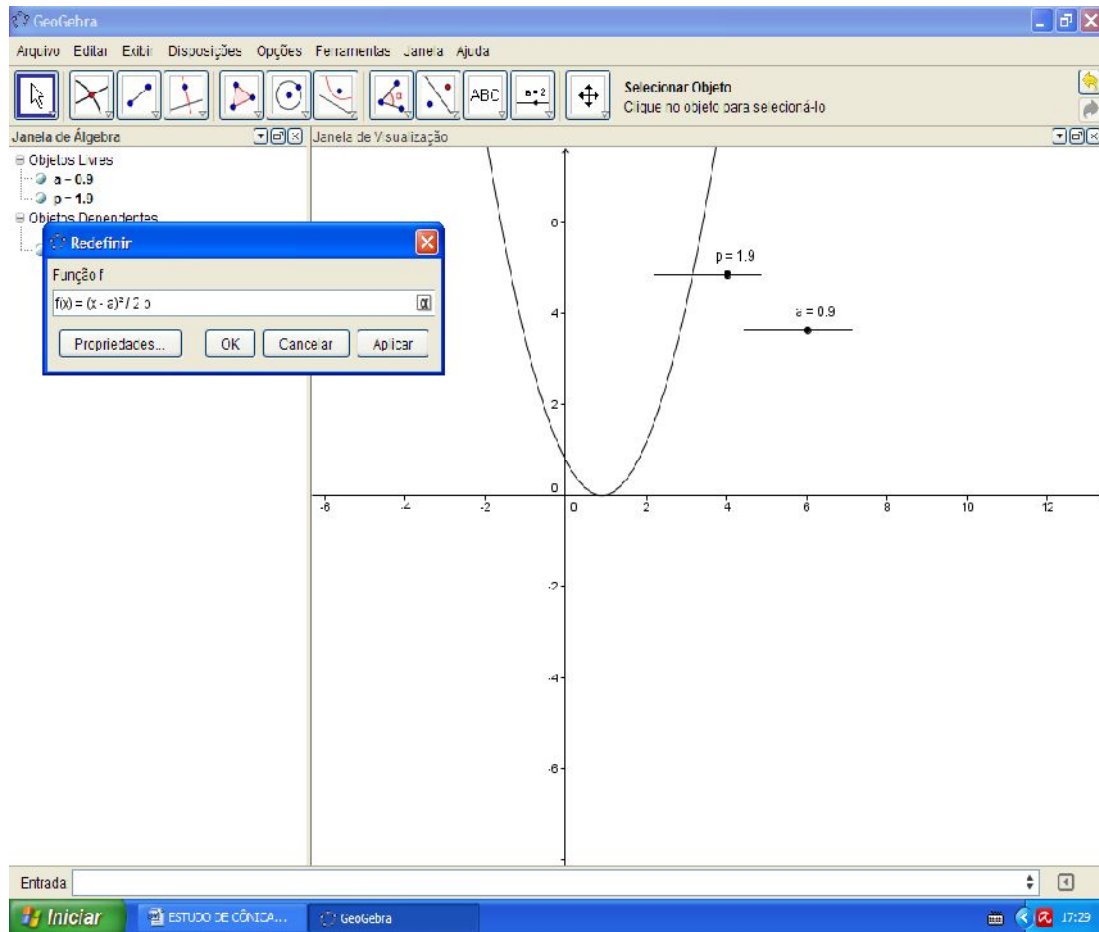 GeoGebra
Arquivo Editar Exibir Disposições Opções Ferramentas Janela Ajuda
ABC
a = 2
Selecionar Objeto
Clique no objeto para selecioná-lo
Janela de Álgebra
Janela de Visualização
Objetos Livres
a = 0.9
p = 1.9
Objetos Dependentes
Redefinir
Função f
f(x) = (x - a)² / 2 p
α
Propriedades...
OK
Cancelar
Aplicar
p = 1.9
a = 0.9
6
4
2
0
-6 -4 -2 0 2 4 6 8 10 12
-2
-4
-6
Entrada
Iniciar
ESTUDO DE CÔNICA...
GeoGebra
17:29